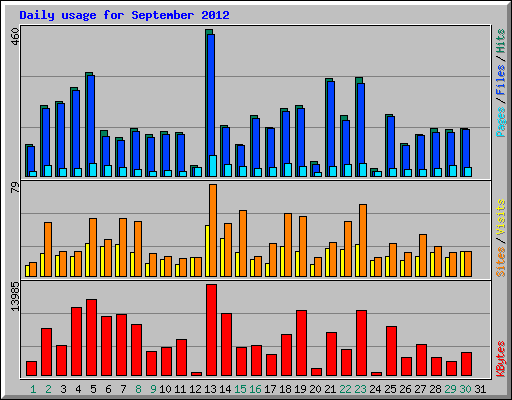 Daily usage for September 2012
460
Pages / Files / Hits
79
Sites / Visits
13985
KBytes
1 2 3 4 5 6 7 8 9 10 11 12 13 14 15 16 17 18 19 20 21 22 23 24 25 26 27 28 29 30 31